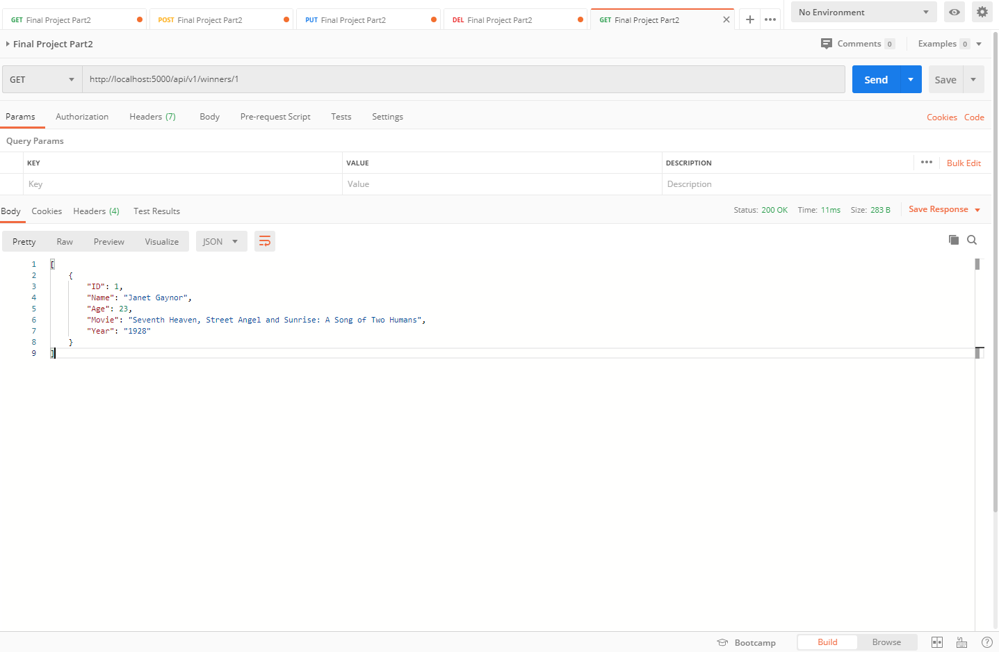 GET Final Project Part2 POST Final Project Part2 PUT Final Project Part2 DEL Final Project Part2 GET Final Project Part2 No Environment
Final Project Part2 Comments 0 Examples 0
GET http://localhost:5000/api/v1/winners/1 Send Save
Params Authorization Headers (7) Body Pre-request Script Tests Settings Cookies Code
Query Params
KEY VALUE DESCRIPTION Bulk Edit
Key Value Description
Body Cookies Headers (4) Test Results Status: 200 OK Time: 11ms Size: 283 B Save Response
Pretty Raw Preview Visualize JSON
1 [
2 {
3 "ID": 1,
4 "Name": "Janet Gaynor",
5 "Age": 23,
6 "Movie": "Seventh Heaven, Street Angel and Sunrise: A Song of Two Humans",
7 "Year": "1928"
8 }
9 ]
Bootcamp Build Browse